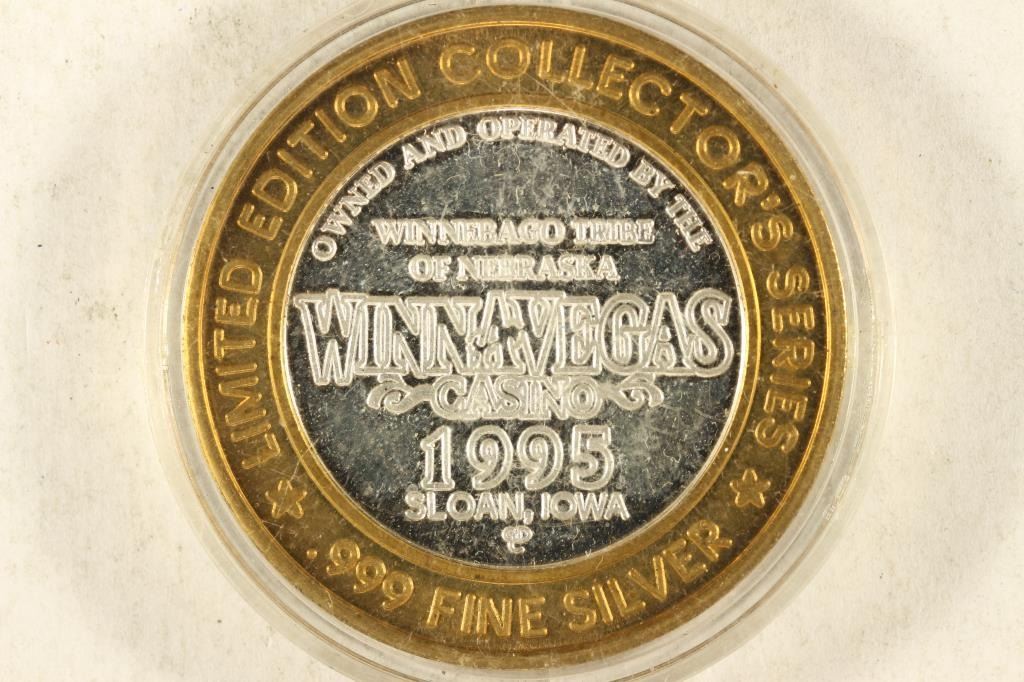 LIMITED EDITION COLLECTOR'S SERIES
OWNED AND OPERATED BY THE
WINNEBAGO TRIBE
OF NEBRASKA
WINNAVEGAS
CASINO
1995
SLOAN, IOWA
.999 FINE SILVER